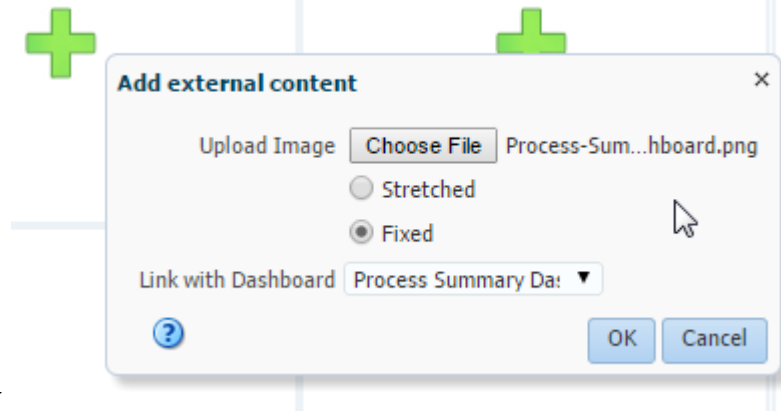 Add external content
Upload Image Choose File Process-Sum...hboard.png
Stretched
Fixed
Link with Dashboard Process Summary Da
OK Cancel